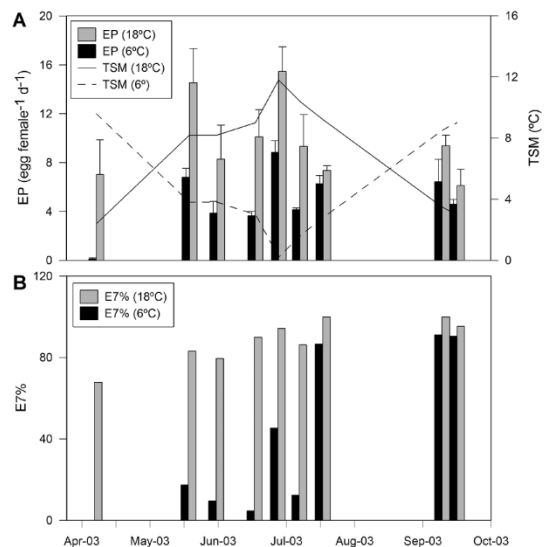 A
EP (18ºC)
EP (6ºC)
TSM (18ºC)
TSM (6º)
EP (egg female⁻¹ d⁻¹)
20
16
12
8
4
0
TSM (ºC)
16
12
8
4
0
B
E7% (18ºC)
E7% (6ºC)
E7%
120
80
40
0
Apr-03 May-03 Jun-03 Jul-03 Aug-03 Sep-03 Oct-03